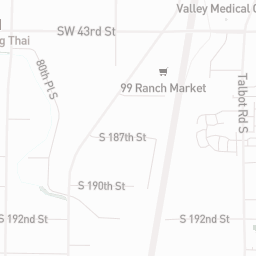 Valley Medical C
SW 43rd St
ng Thai
80th Pl S
99 Ranch Market
Talbot Rd S
S 187th St
S 190th St
S 192nd St
S 192nd St